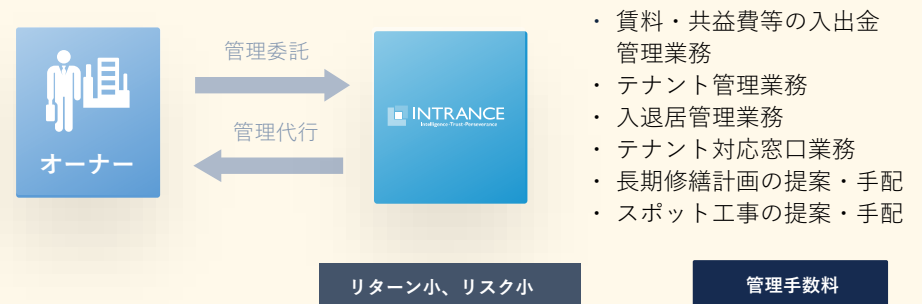 管理委託
管理代行
オーナー
INTRANCE
Intelligence･Trust･Perseverance
・ 賃料・共益費等の入出金
管理業務
・ テナント管理業務
・ 入退居管理業務
・ テナント対応窓口業務
・ 長期修繕計画の提案・手配
・ スポット工事の提案・手配
リターン小、リスク小
管理手数料